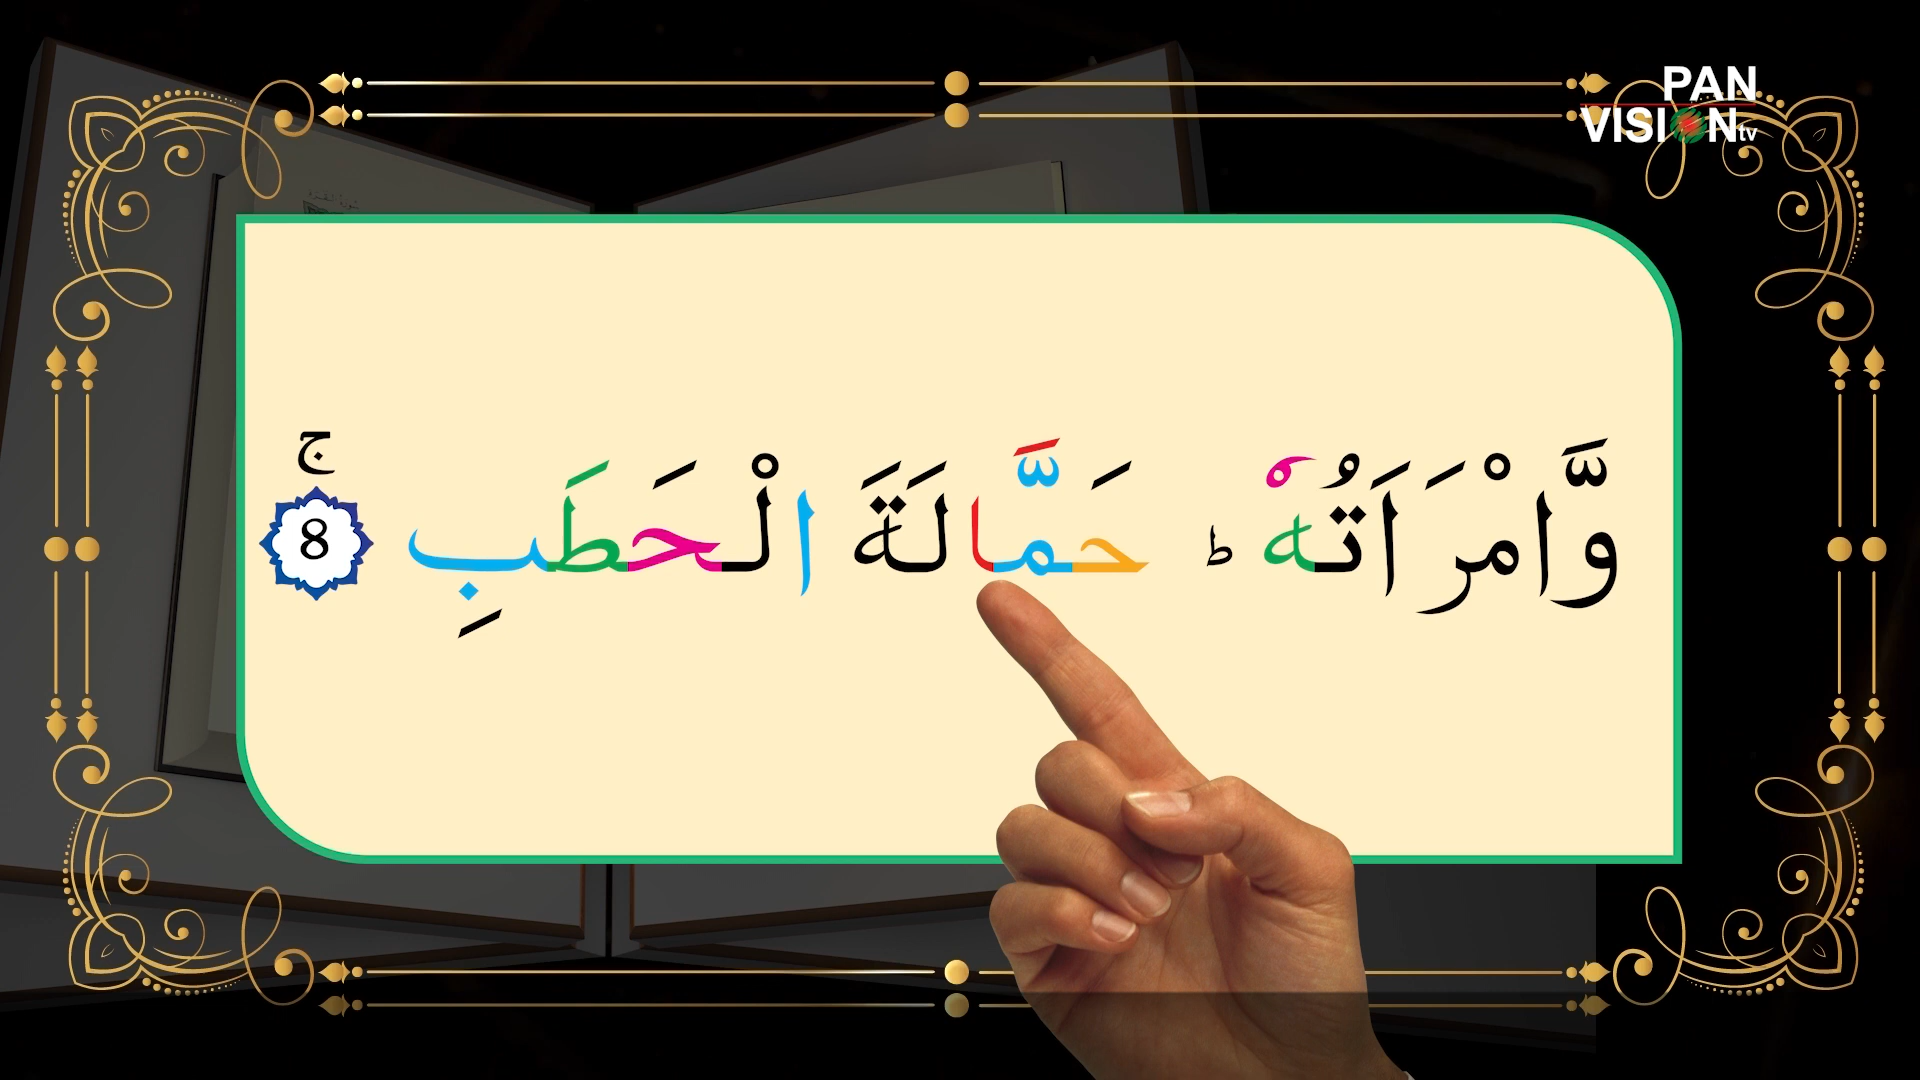 PAN
VISION tv
وَّامْرَاَتُهٗ ؕ حَمَّالَةَ الْحَطَبِ ۚ 8